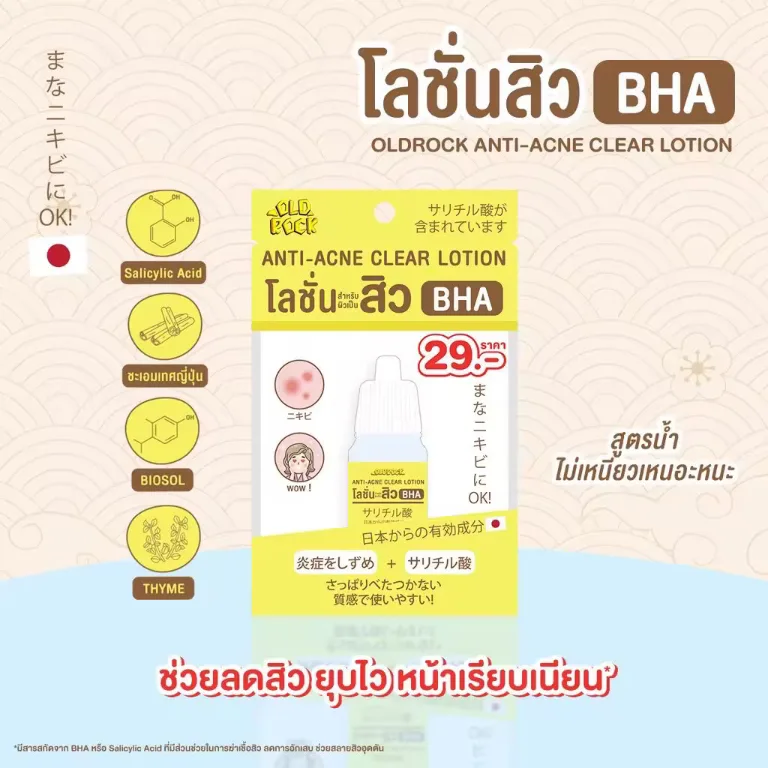 まなニキビにOK!
โลชั่นสิว BHA
OLDROCK ANTI-ACNE CLEAR LOTION
OH
OH
Salicylic Acid
ชะเอมเทศญี่ปุ่น
OH
BIOSOL
THYME
OLD ROCK
サリチル酸が
含まれています
ANTI-ACNE CLEAR LOTION
โลชั่น สำหรับผิวเป็น สิว BHA
ราคา
29.-
ニキビ
WOW !
まなニキビにOK!
OLDROCK
ANTI-ACNE CLEAR LOTION
โลชั่น สิว BHA
サリチル酸
日本からの有効成分
炎症をしずめ + サリチル酸
さっぱりべたつかない
質感で使いやすい!
สูตรน้ำ
ไม่เหนียวเหนอะหนะ
ช่วยลดสิว ยุบไว หน้าเรียบเนียน*
*มีสารสกัดจาก BHA หรือ Salicylic Acid ที่มีส่วนช่วยในการฆ่าเชื้อสิว ลดการอักเสบ ช่วยสลายสิวอุดตัน